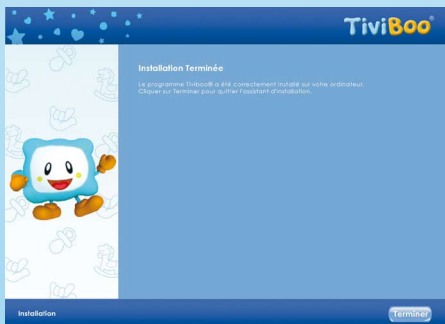 TiviBoo®
Installation Terminée
Le programme Tiviboo® a été correctement installé sur votre ordinateur.
Cliquer sur Terminer pour quitter l'assistant d'installation.
Installation
Terminer